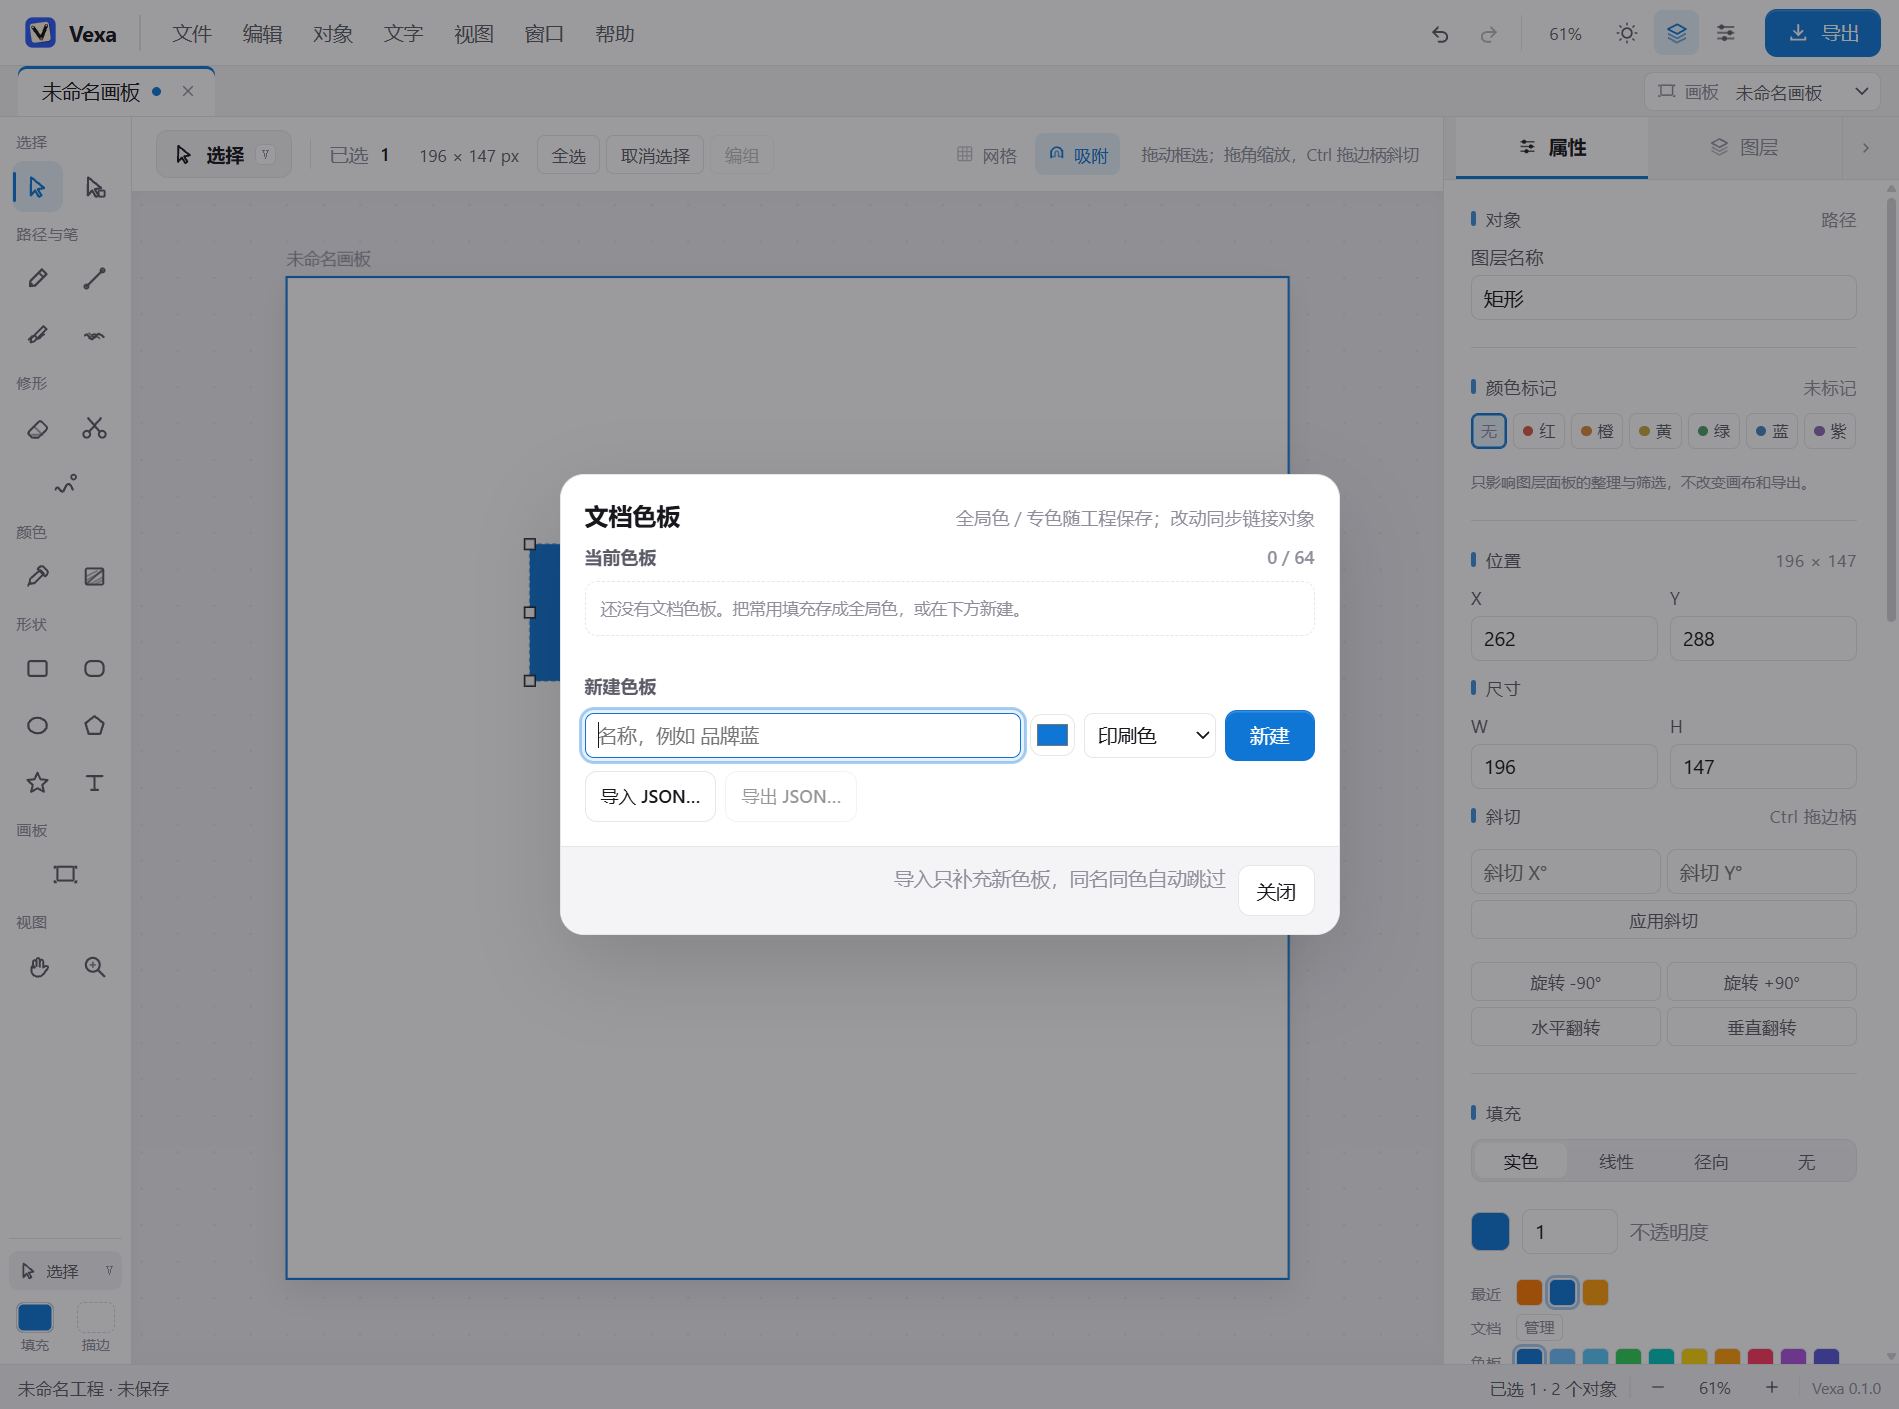 Vexa 文件 编辑 对象 文字 视图 窗口 帮助 61% 导出
未命名画板 画板 未命名画板
选择 已选 1 196 × 147 px 全选 取消选择 编组 网格 吸附 拖动框选；拖角缩放，Ctrl 拖边柄斜切
选择
路径与笔
修形
颜色
形状
画板
视图
选择
填充 描边
未命名画板
文档色板 全局色 / 专色随工程保存；改动同步链接对象
当前色板 0 / 64
还没有文档色板。把常用填充存成全局色，或在下方新建。
新建色板
名称，例如 品牌蓝 印刷色 新建
导入 JSON... 导出 JSON...
导入只补充新色板，同名同色自动跳过 关闭
属性 图层
对象 路径
图层名称
矩形
颜色标记 未标记
无 红 橙 黄 绿 蓝 紫
只影响图层面板的整理与筛选，不改变画布和导出。
位置 196 × 147
X Y
262 288
尺寸
W H
196 147
斜切 Ctrl 拖边柄
斜切 X° 斜切 Y°
应用斜切
旋转 -90° 旋转 +90°
水平翻转 垂直翻转
填充
实色 线性 径向 无
1 不透明度
最近
文档 管理
色板
未命名工程 · 未保存 已选 1 · 2 个对象 61% Vexa 0.1.0